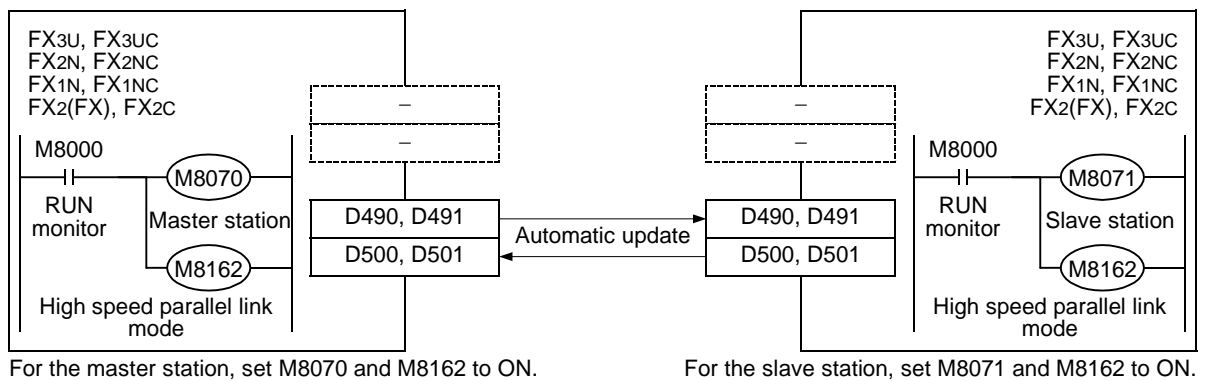 FX3U, FX3UC
FX2N, FX2NC
FX1N, FX1NC
FX2(FX), FX2C
M8000
RUN
monitor
M8070
Master station
M8162
High speed parallel link
mode
–
–
D490, D491
D500, D501
Automatic update
–
–
D490, D491
D500, D501
FX3U, FX3UC
FX2N, FX2NC
FX1N, FX1NC
FX2(FX), FX2C
M8000
RUN
monitor
M8071
Slave station
M8162
High speed parallel link
mode
For the master station, set M8070 and M8162 to ON.
For the slave station, set M8071 and M8162 to ON.